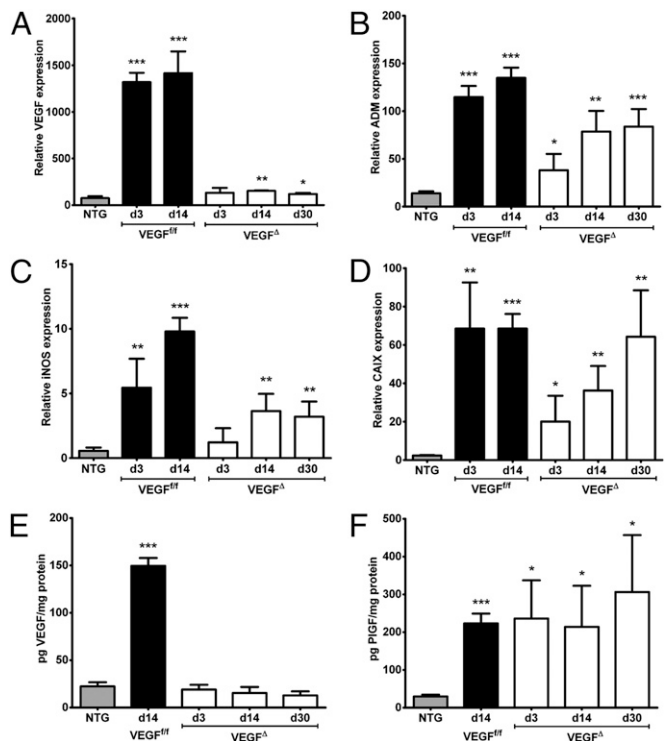 A
Relative VEGF expression
2000
1500
1000
500
0
*** *** ** *
NTG d3 d14 d3 d14 d30
VEGFf/f VEGFΔ
B
Relative ADM expression
200
150
100
50
0
*** *** * ** ***
NTG d3 d14 d3 d14 d30
VEGFf/f VEGFΔ
C
Relative iNOS expression
15
10
5
0
** *** ** **
NTG d3 d14 d3 d14 d30
VEGFf/f VEGFΔ
D
Relative CAIX expression
100
80
60
40
20
0
** *** * ** **
NTG d3 d14 d3 d14 d30
VEGFf/f VEGFΔ
E
pg VEGF/mg protein
200
150
100
50
0
***
NTG d14 d3 d14 d30
VEGFf/f VEGFΔ
F
pg PlGF/mg protein
500
400
300
200
100
0
*** * * *
NTG d14 d3 d14 d30
VEGFf/f VEGFΔ